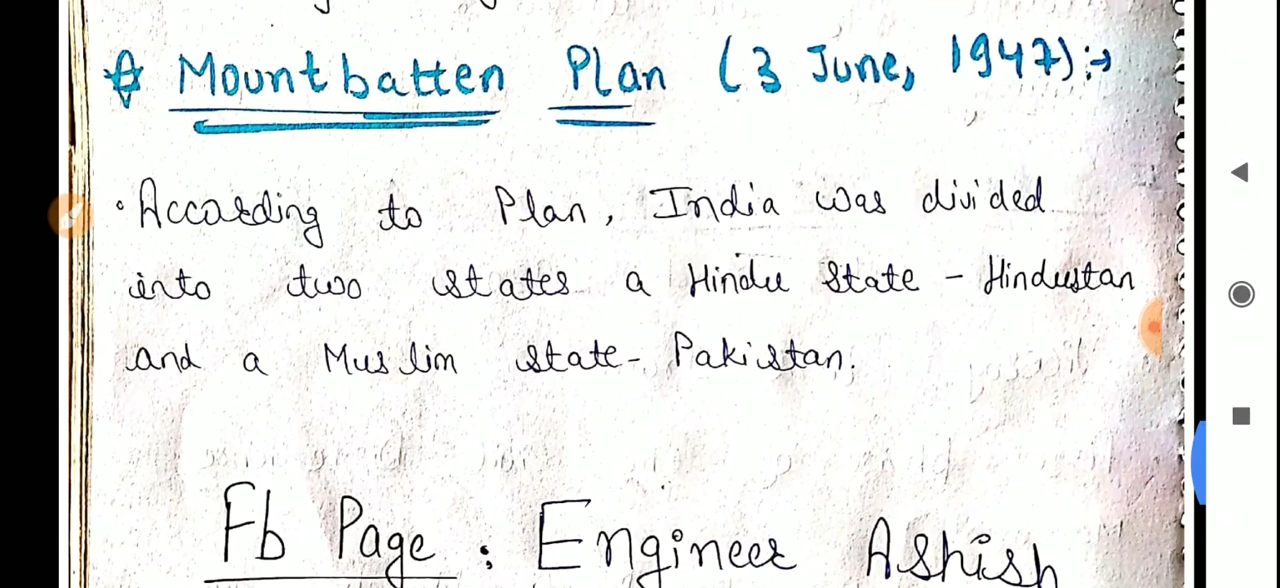 Mountbatten Plan (3 June, 1947):→
• According to Plan, India was divided
into two states a Hindu State - Hindustan
and a Muslim state - Pakistan.
Fb Page : Engineer Ashish